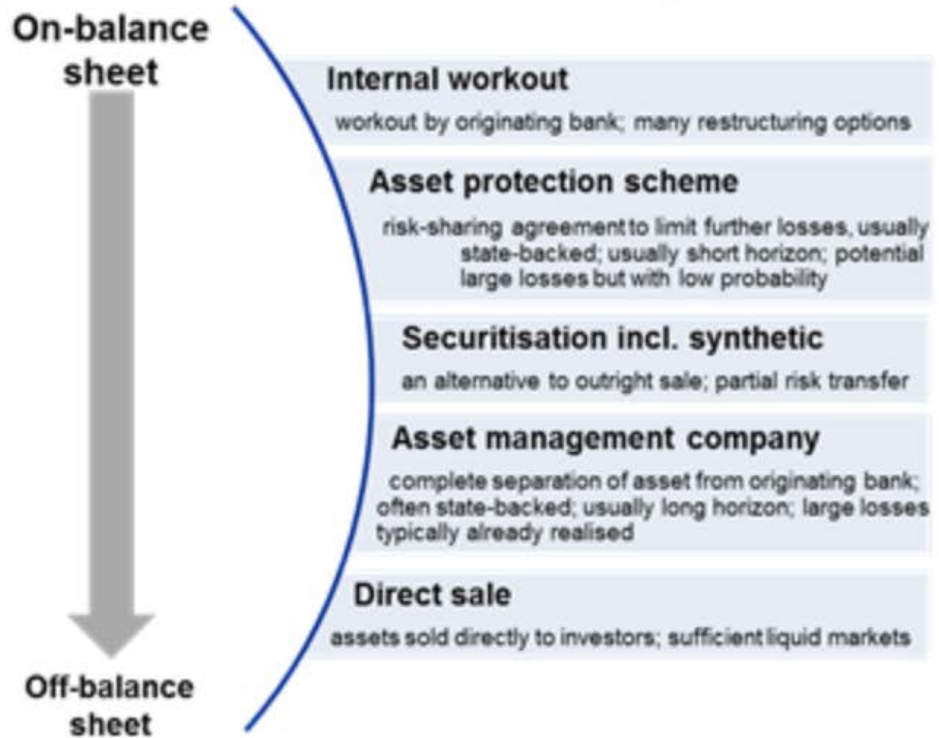 On-balance
sheet
Internal workout
workout by originating bank; many restructuring options
Asset protection scheme
risk-sharing agreement to limit further losses, usually
state-backed; usually short horizon; potential
large losses but with low probability
Securitisation incl. synthetic
an alternative to outright sale; partial risk transfer
Asset management company
complete separation of asset from originating bank;
often state-backed; usually long horizon; large losses
typically already realised
Direct sale
assets sold directly to investors; sufficient liquid markets
Off-balance
sheet